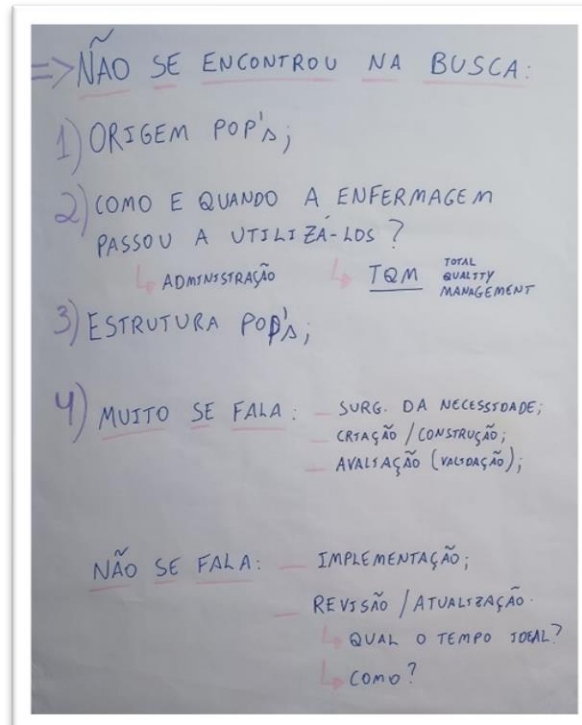 => NÃO SE ENCONTROU NA BUSCA:
1) ORIGEM POP's;
2) COMO E QUANDO A ENFERMAGEM
PASSOU A UTILIZÁ-LOS?
↳ ADMINISTRAÇÃO ↳ TQM TOTAL
QUALITY
MANAGEMENT
3) ESTRUTURA POP's;
4) MUITO SE FALA: — SURG. DA NECESSIDADE;
— CRIAÇÃO / CONSTRUÇÃO;
— AVALIAÇÃO (VALIDAÇÃO);
NÃO SE FALA: — IMPLEMENTAÇÃO;
— REVISÃO / ATUALIZAÇÃO.
↳ QUAL O TEMPO IDEAL?
↳ COMO?